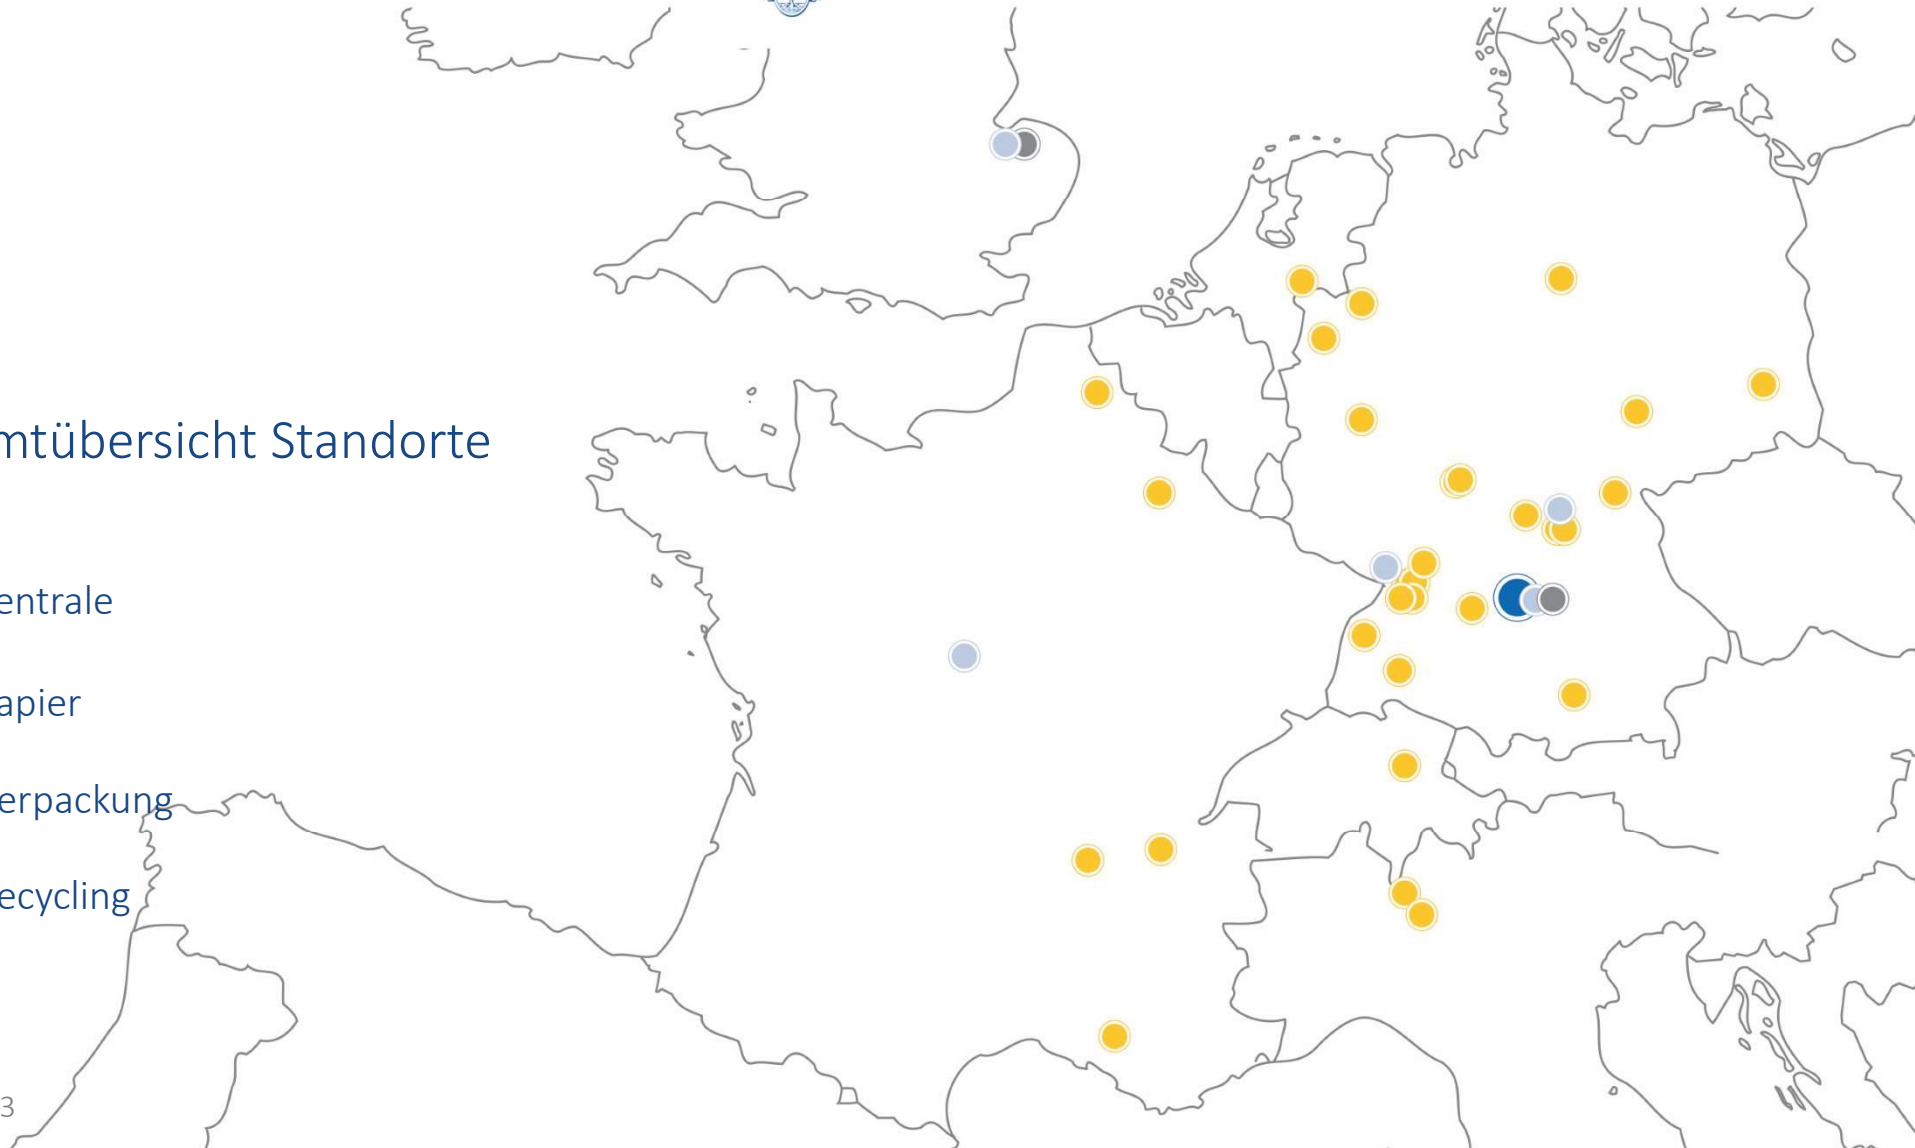 mtübersicht Standorte
entrale
apier
erpackung
ecycling
3